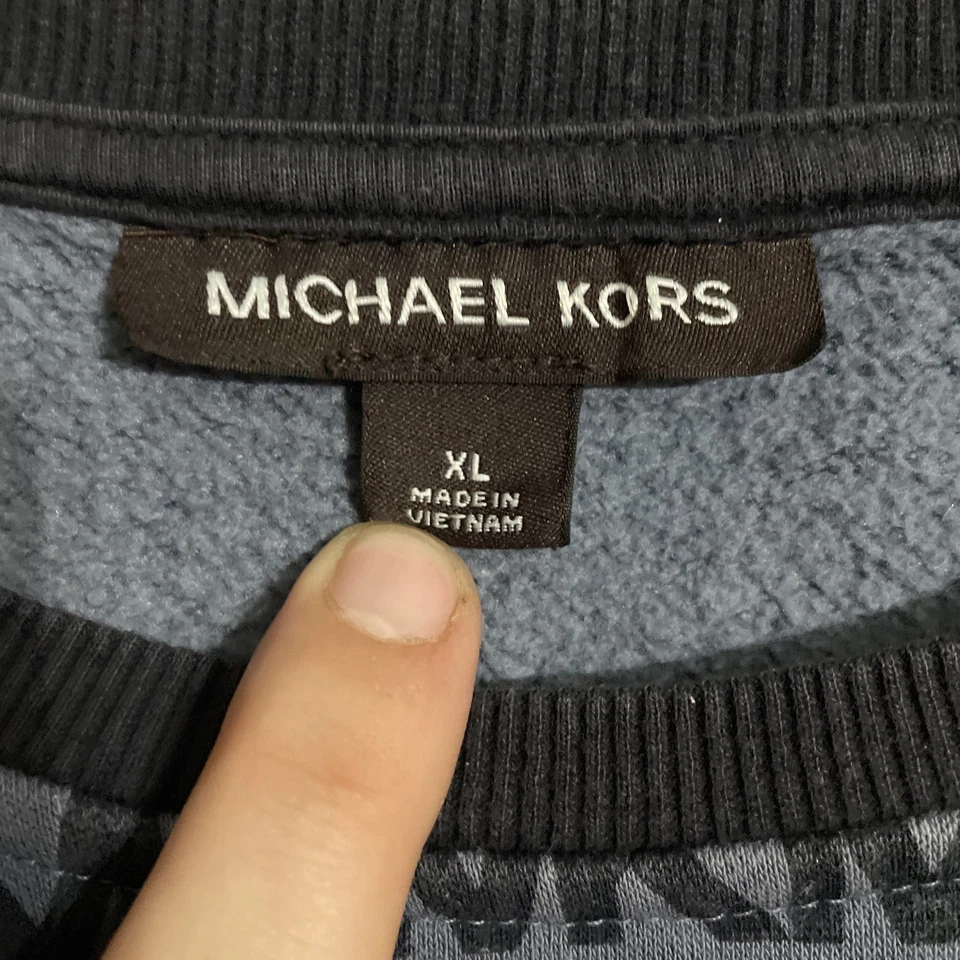 MICHAEL KORS
XL
MADE IN
VIETNAM